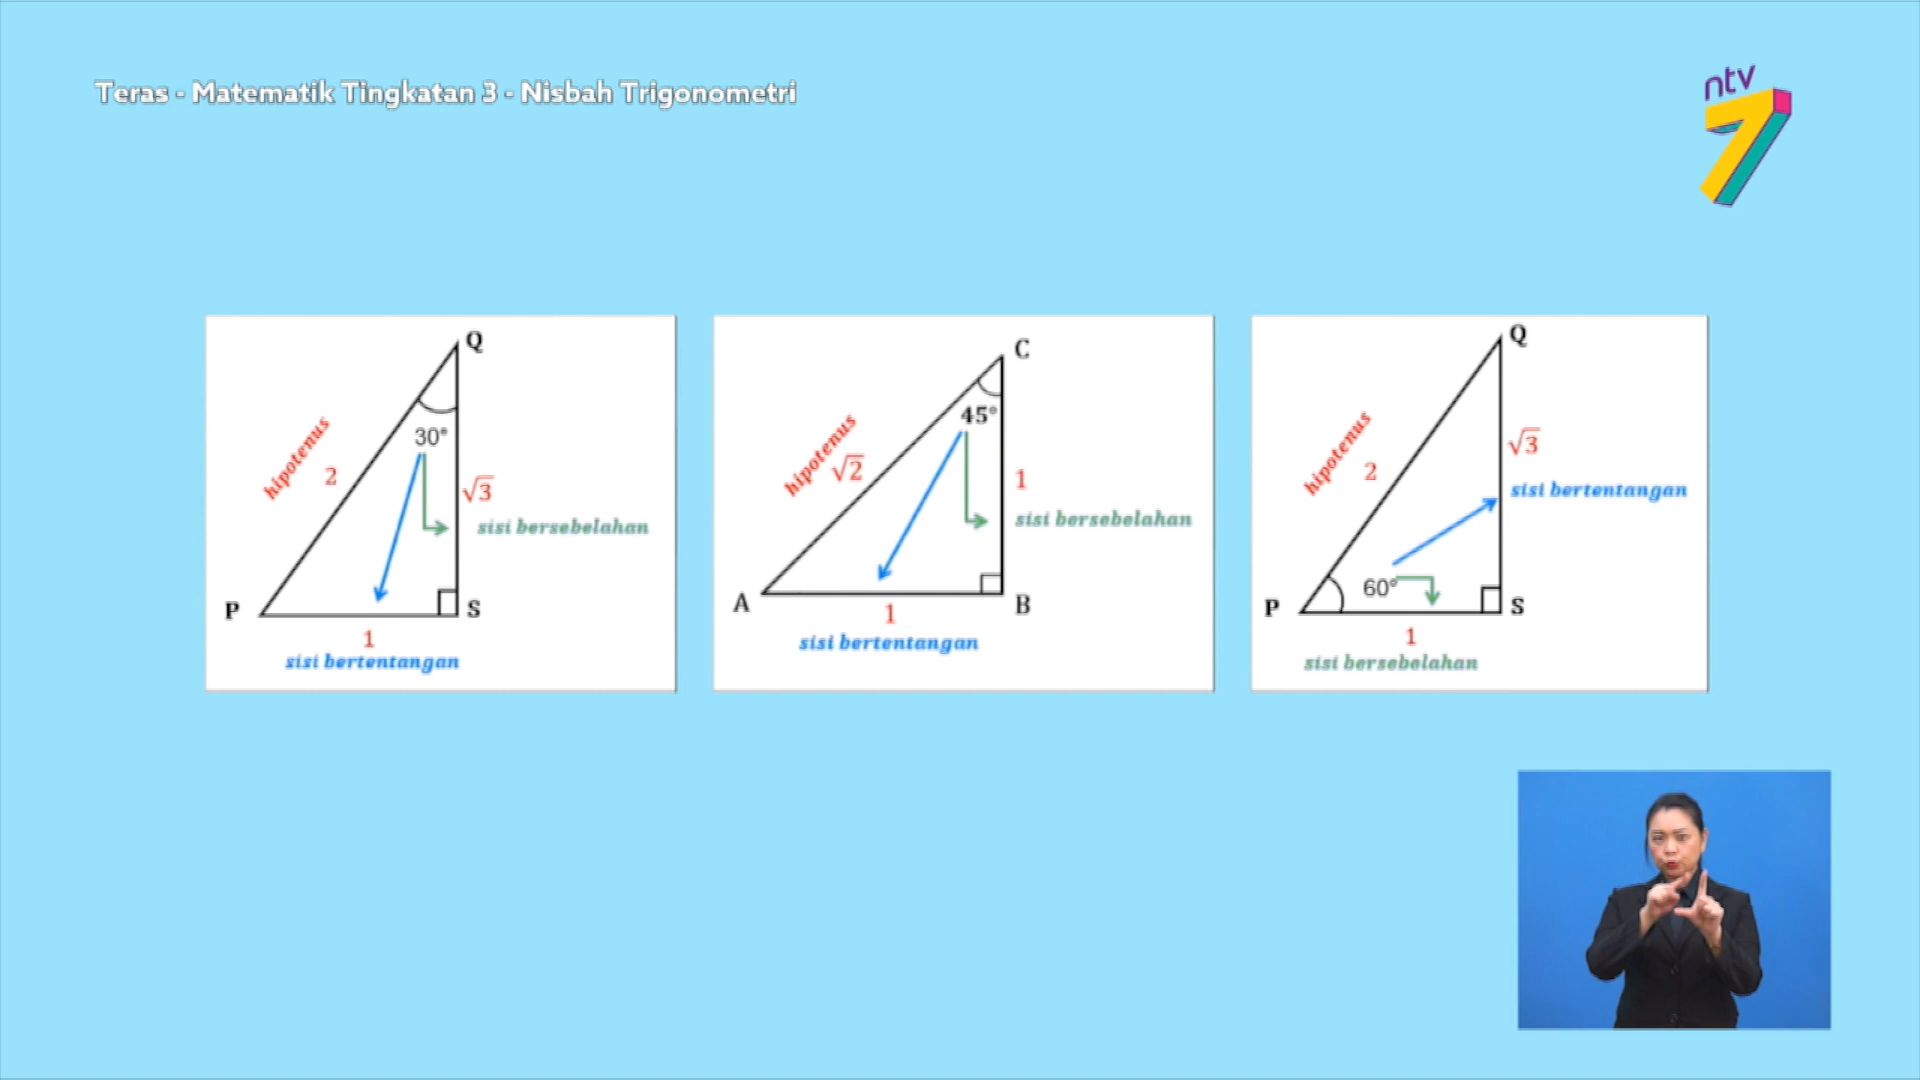 Teras - Matematik Tingkatan 3 - Nisbah Trigonometri
ntv
7
Q
30°
hipotenus
2
√3
sisi bersebelahan
P
S
1
sisi bertentangan
C
45°
hipotenus
√2
1
sisi bersebelahan
A
B
1
sisi bertentangan
Q
hipotenus
2
√3
sisi bertentangan
60°
P
S
1
sisi bersebelahan